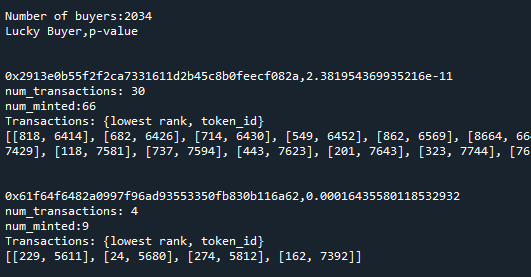 Number of buyers:2034
Lucky Buyer,p-value
0x2913e0b55f2f2ca7331611d2b45c8b0feecf082a,2.381954369935216e-11
num_transactions: 30
num_minted:66
Transactions: {lowest rank, token_id}
[[818, 6414], [682, 6426], [714, 6430], [549, 6452], [862, 6569], [8664, 66
7429], [118, 7581], [737, 7594], [443, 7623], [201, 7643], [323, 7744], [76
0x61f64f6482a0997f96ad93553350fb830b116a62,0.00016435580118532932
num_transactions: 4
num_minted:9
Transactions: {lowest rank, token_id}
[[229, 5611], [24, 5680], [274, 5812], [162, 7392]]